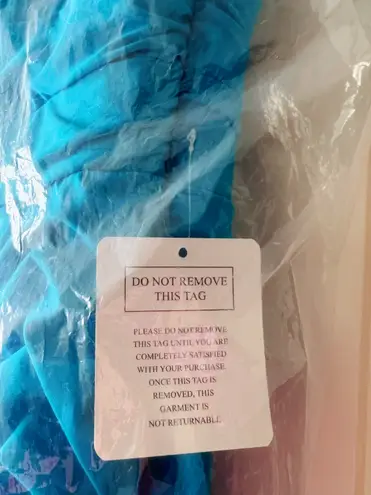 DO NOT REMOVE
THIS TAG
PLEASE DO NOT REMOVE
THIS TAG UNTIL YOU ARE
COMPLETELY SATISFIED
WITH YOUR PURCHASE
ONCE THIS TAG IS
REMOVED, THIS
GARMENT IS
NOT RETURNABLE